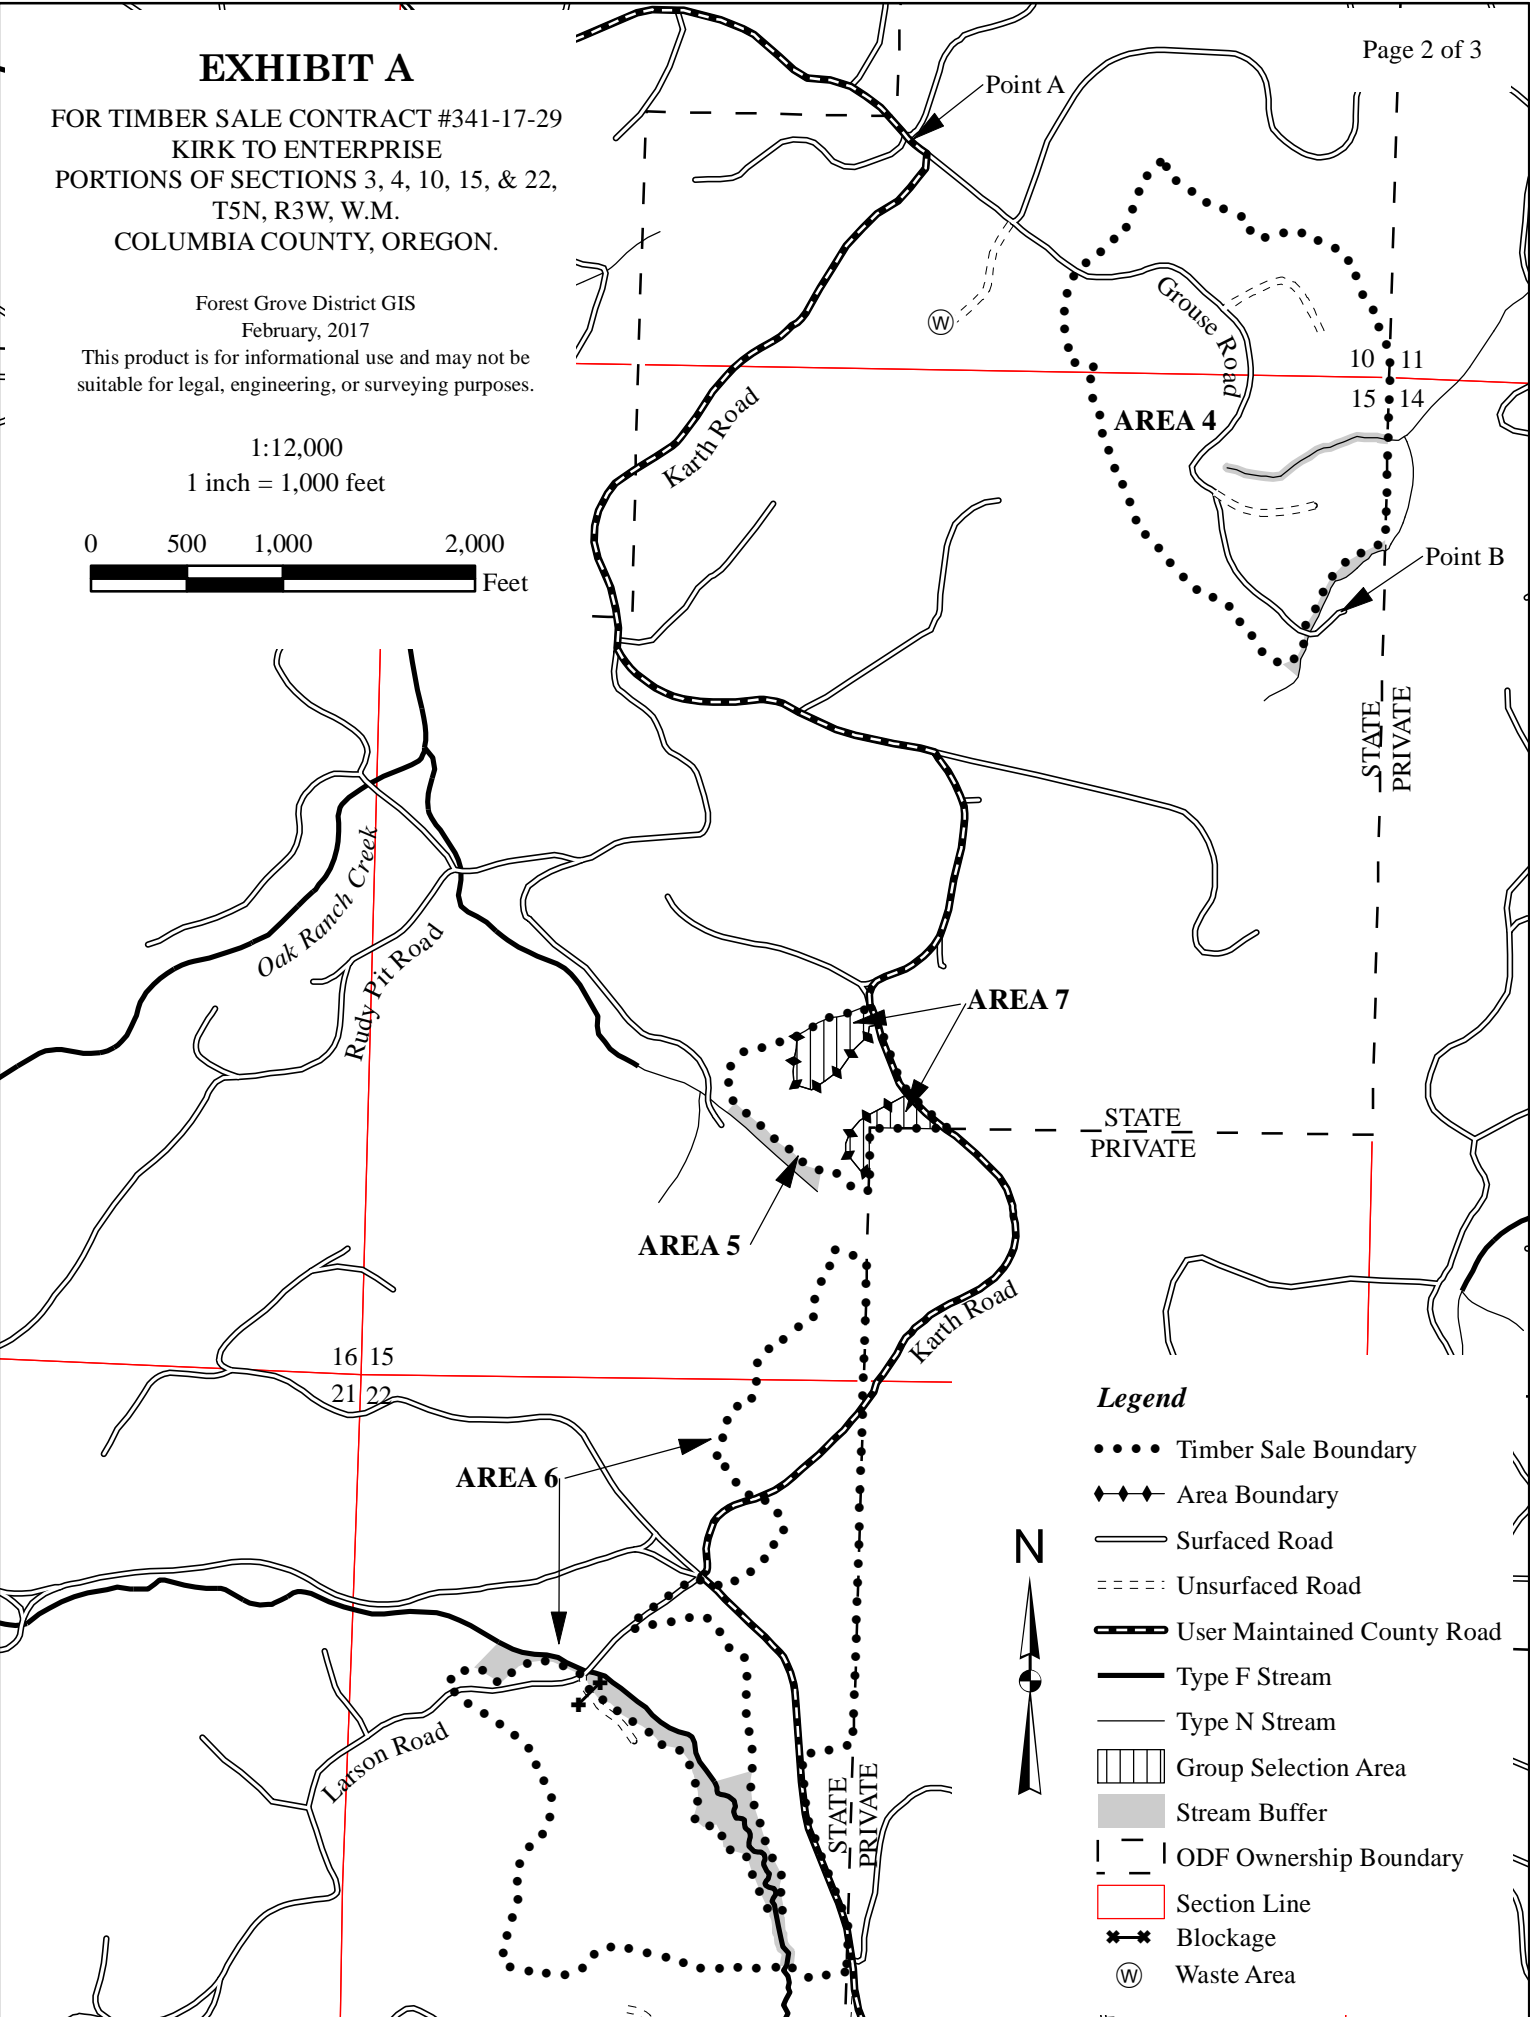 EXHIBIT A
FOR TIMBER SALE CONTRACT #341-17-29
KIRK TO ENTERPRISE
PORTIONS OF SECTIONS 3, 4, 10, 15, & 22,
T5N, R3W, W.M.
COLUMBIA COUNTY, OREGON.
Forest Grove District GIS
February, 2017
This product is for informational use and may not be
suitable for legal, engineering, or surveying purposes.
1:12,000
1 inch = 1,000 feet
0 500 1,000 2,000
Feet
Page 2 of 3
Point A
W
Grouse Road
10 11
15 14
AREA 4
Karth Road
Point B
STATE
PRIVATE
Oak Ranch Creek
Rudy Pit Road
AREA 7
STATE
PRIVATE
AREA 5
Karth Road
16 15
21 22
AREA 6
Larson Road
STATE
PRIVATE
N
Legend
Timber Sale Boundary
Area Boundary
Surfaced Road
Unsurfaced Road
User Maintained County Road
Type F Stream
Type N Stream
Group Selection Area
Stream Buffer
ODF Ownership Boundary
Section Line
Blockage
W Waste Area